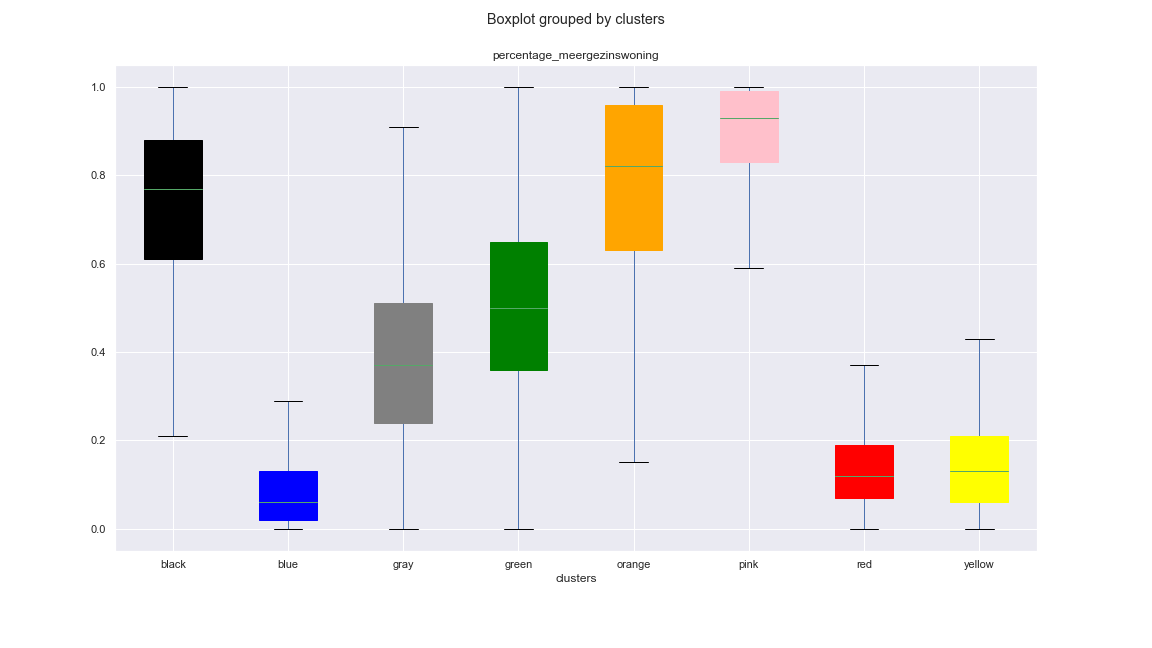 Boxplot grouped by clusters
percentage_meergezinswoning
1.0
0.8
0.6
0.4
0.2
0.0
black blue gray green orange pink red yellow
clusters